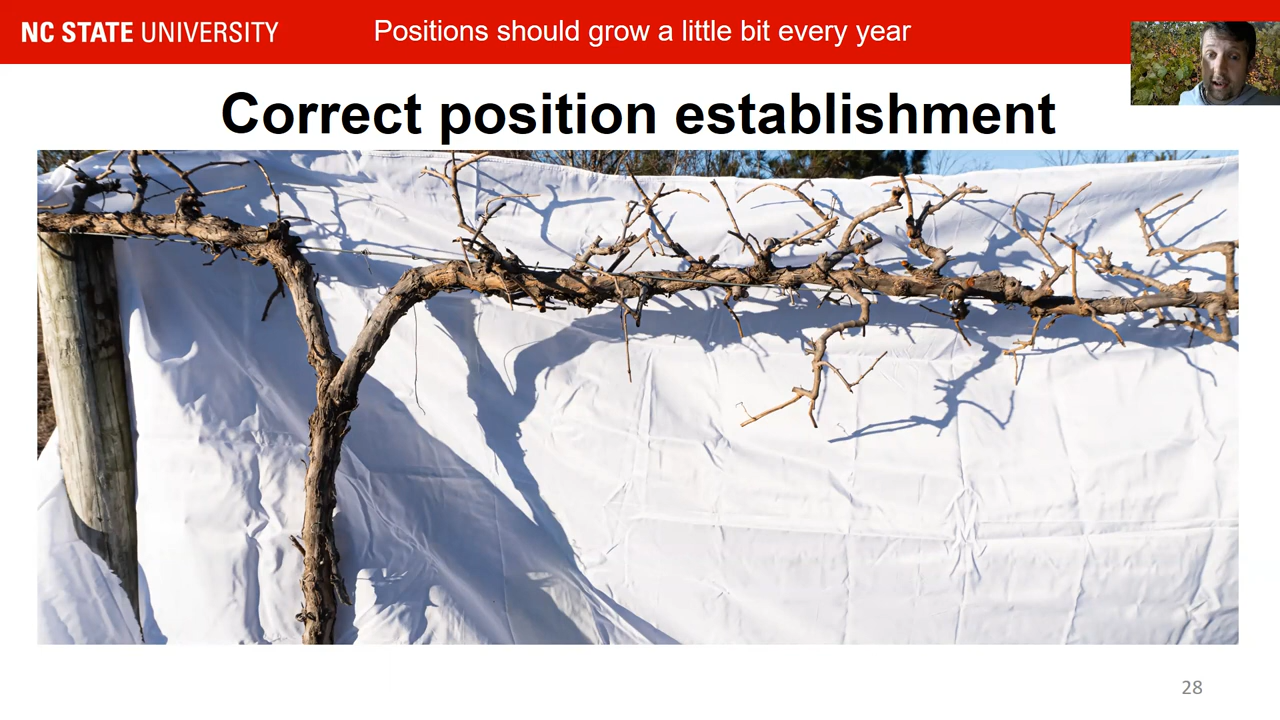 NC STATE UNIVERSITY
Positions should grow a little bit every year
Correct position establishment
28